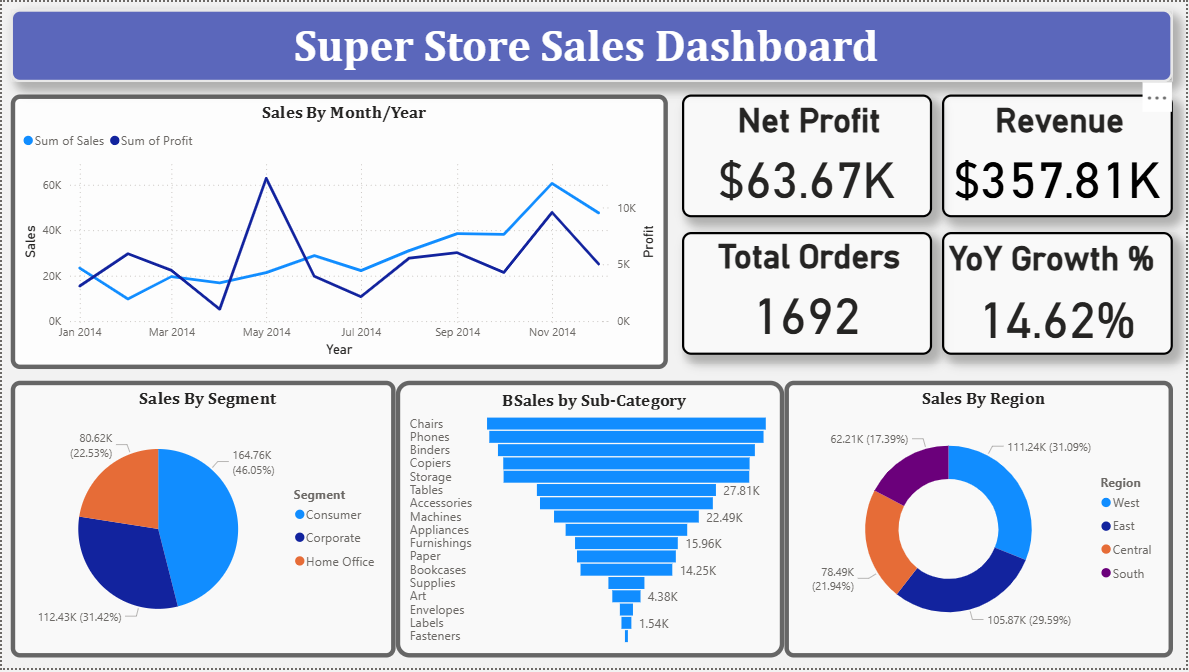 Super Store Sales Dashboard
Sales By Month/Year
Sum of Sales Sum of Profit
60K
40K
20K
0K
Sales
10K
5K
0K
Profit
Jan 2014 Mar 2014 May 2014 Jul 2014 Sep 2014 Nov 2014
Year
Net Profit
$63.67K
Revenue
$357.81K
Total Orders
1692
YoY Growth %
14.62%
Sales By Segment
80.62K
(22.53%)
164.76K
(46.05%)
112.43K (31.42%)
Segment
Consumer
Corporate
Home Office
BSales by Sub-Category
Chairs
Phones
Binders
Copiers
Storage
Tables 27.81K
Accessories
Machines 22.49K
Appliances
Furnishings 15.96K
Paper
Bookcases 14.25K
Supplies
Art 4.38K
Envelopes
Labels 1.54K
Fasteners
Sales By Region
62.21K (17.39%)
111.24K (31.09%)
78.49K
(21.94%)
105.87K (29.59%)
Region
West
East
Central
South